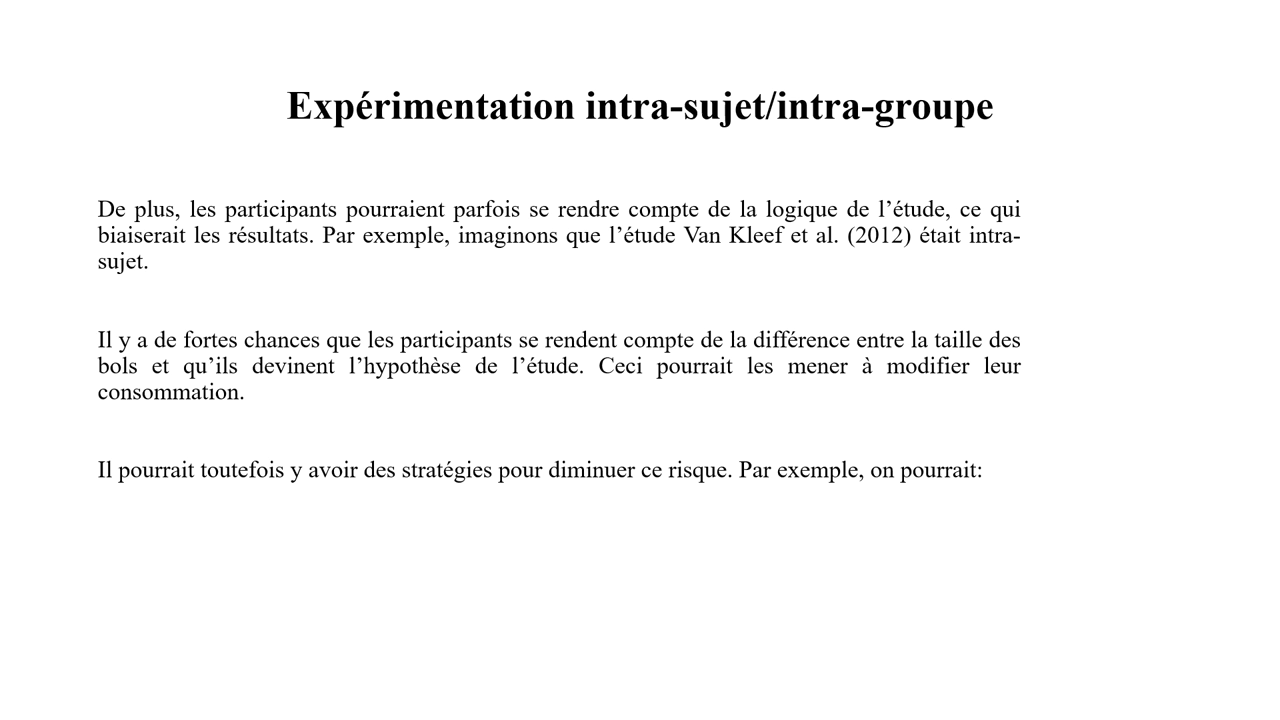 Expérimentation intra-sujet/intra-groupe
De plus, les participants pourraient parfois se rendre compte de la logique de l’étude, ce qui
biaiserait les résultats. Par exemple, imaginons que l’étude Van Kleef et al. (2012) était intra-
sujet.
Il y a de fortes chances que les participants se rendent compte de la différence entre la taille des
bols et qu’ils devinent l’hypothèse de l’étude. Ceci pourrait les mener à modifier leur
consommation.
Il pourrait toutefois y avoir des stratégies pour diminuer ce risque. Par exemple, on pourrait: